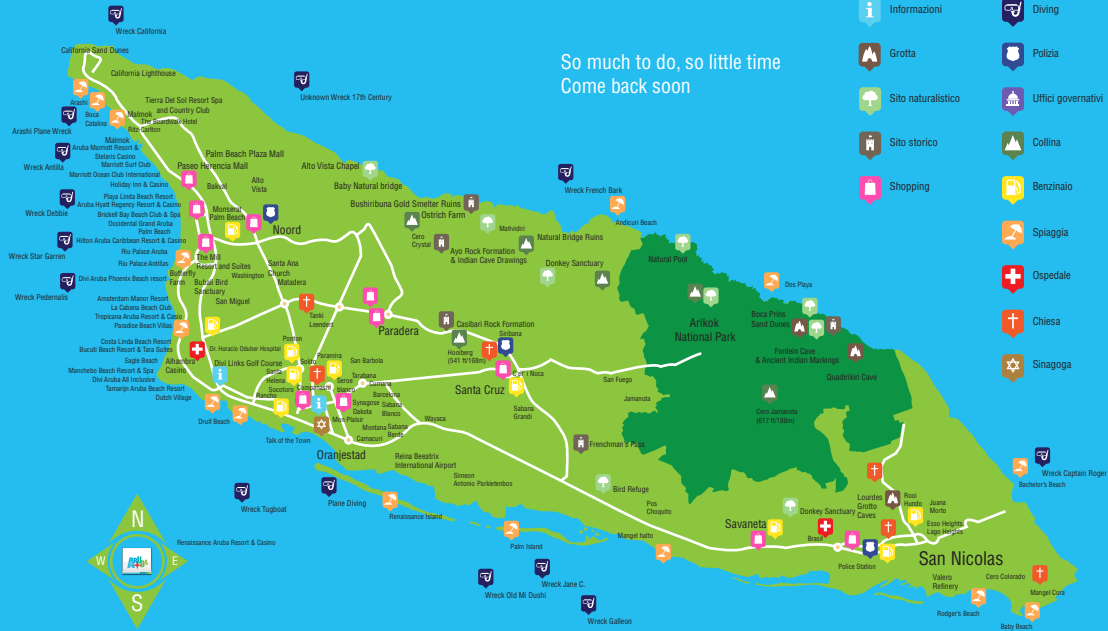 Wreck California
California Sand Dunes
California Lighthouse
Unknown Wreck 17th Century
So much to do, so little time
Come back soon
Informazioni
Diving
Grotta
Polizia
Sito naturalistico
Uffici governativi
Sito storico
Collina
Shopping
Benzinaio
Spiaggia
Ospedale
Chiesa
Sinagoga
Arashi
Boca
Catalina
Malmok
Tierra Del Sol Resort Spa
and Country Club
The Boardwalk Hotel
Ritz-Carlton
Arashi Plane Wreck
Malmok
Aruba Marriott Resort &
Stelaris Casino
Marriott Surf Club
Marriott Ocean Club International
Holiday Inn & Casino
Wreck Antilla
Palm Beach Plaza Mall
Paseo Herencia Mall
Bakval
Alto
Vista
Alto Vista Chapel
Baby Natural bridge
Playa Linda Beach Resort
Aruba Hyatt Regency Resort & Casino
Brickell Bay Beach Club & Spa
Occidental Grand Aruba
Palm Beach
Hilton Aruba Caribbean Resort & Casino
Riu Palace Aruba
Riu Palace Antillas
Wreck Debbie
Wreck Star Garren
Monserat
Palm Beach
Noord
Bushiribuna Gold Smelter Ruins
Ostrich Farm
Cero
Crystal
Matividiri
Ayo Rock Formation
& Indian Cave Drawings
Natural Bridge Ruins
Wreck French Bark
Andicuri Beach
Donkey Sanctuary
Natural Pool
Dos Playa
The Mill
Resort and Suites
Butterfly
Farm
Bubali Bird
Sanctuary
Washington
Santa Ana
Church
Matadera
San Miguel
Divi Aruba Phoenix Beach resort
Wreck Pedernalis
Amsterdam Manor Resort
La Cabana Beach Club
Tropicana Aruba Resort & Casio
Paradise Beach Villas
Costa Linda Beach Resort
Bucuti Beach Resort & Tara Suites
Eagle Beach
Manchebo Beach Resort & Spa
Divi Aruba All Inclusive
Tamarijn Aruba Beach Resort
Dutch Village
Tanki
Leendert
Paradera
Casibari Rock Formation
Hooiberg
(541 ft/168m)
Siribana
Cas' i Noca
Santa Cruz
Sabana
Grandi
Arikok
National Park
Boca Prins
Sand Dunes
Fontein Cave
& Ancient Indian Markings
Quadirikiri Cave
Cero Jamanota
(617 ft/188m)
San Fuego
Jamanota
Dr. Horacio Oduber Hospital
Ponton
Alhambra
Casino
Divi Links Golf Course
Solito
Paramira
San Barbola
Santa
Helena
Socotoro
Rancho
Companashi
Seroe
blanco
Tarabana
Cumana
Barcelona
Sabana
Blanco
Synagose
Dakota
Mon Plaisir
Montana
Sabana
Berde
Camacuri
Wayaca
Druif Beach
Talk of the Town
Oranjestad
Reina Beeatrix
International Airport
Simeon
Antonio Parkietenbos
Frenchman's Pass
Bird Refuge
Pos
Choquito
Mangel halto
Wreck Tugboat
Plane Diving
Renaissance Island
Palm Island
Renaissance Aruba Resort & Casino
Wreck Old Mi Dushi
Wreck Jane C.
Wreck Galleon
Savaneta
Donkey Sanctuary
Brasil
Police Station
Lourdes
Grotto
Caves
Rooi
Hundo
Juana
Morto
Esso Heights
Lago Heights
San Nicolas
Valero
Refinery
Cero Colorado
Mangel Cora
Rodger's Beach
Baby Beach
Bachelor's Beach
Wreck Captain Roger
N
W
E
S